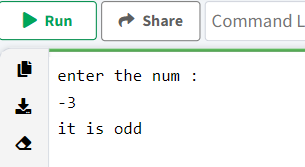 Run
Share
Command L
enter the num :
-3
it is odd